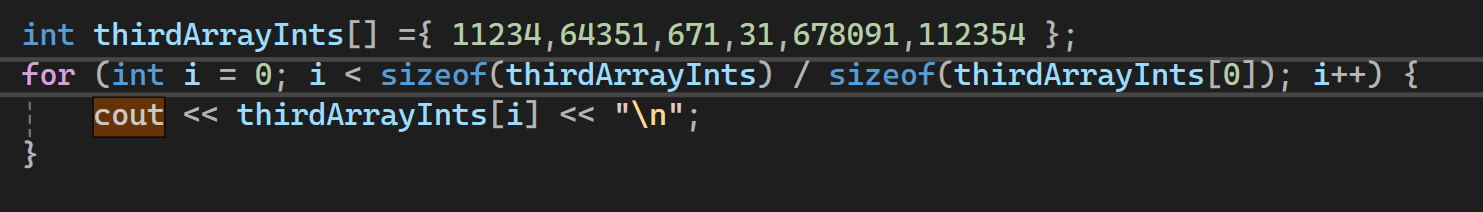 int thirdArrayInts[] ={ 11234,64351,671,31,678091,112354 };
for (int i = 0; i < sizeof(thirdArrayInts) / sizeof(thirdArrayInts[0]); i++) {
    cout << thirdArrayInts[i] << "\n";
}